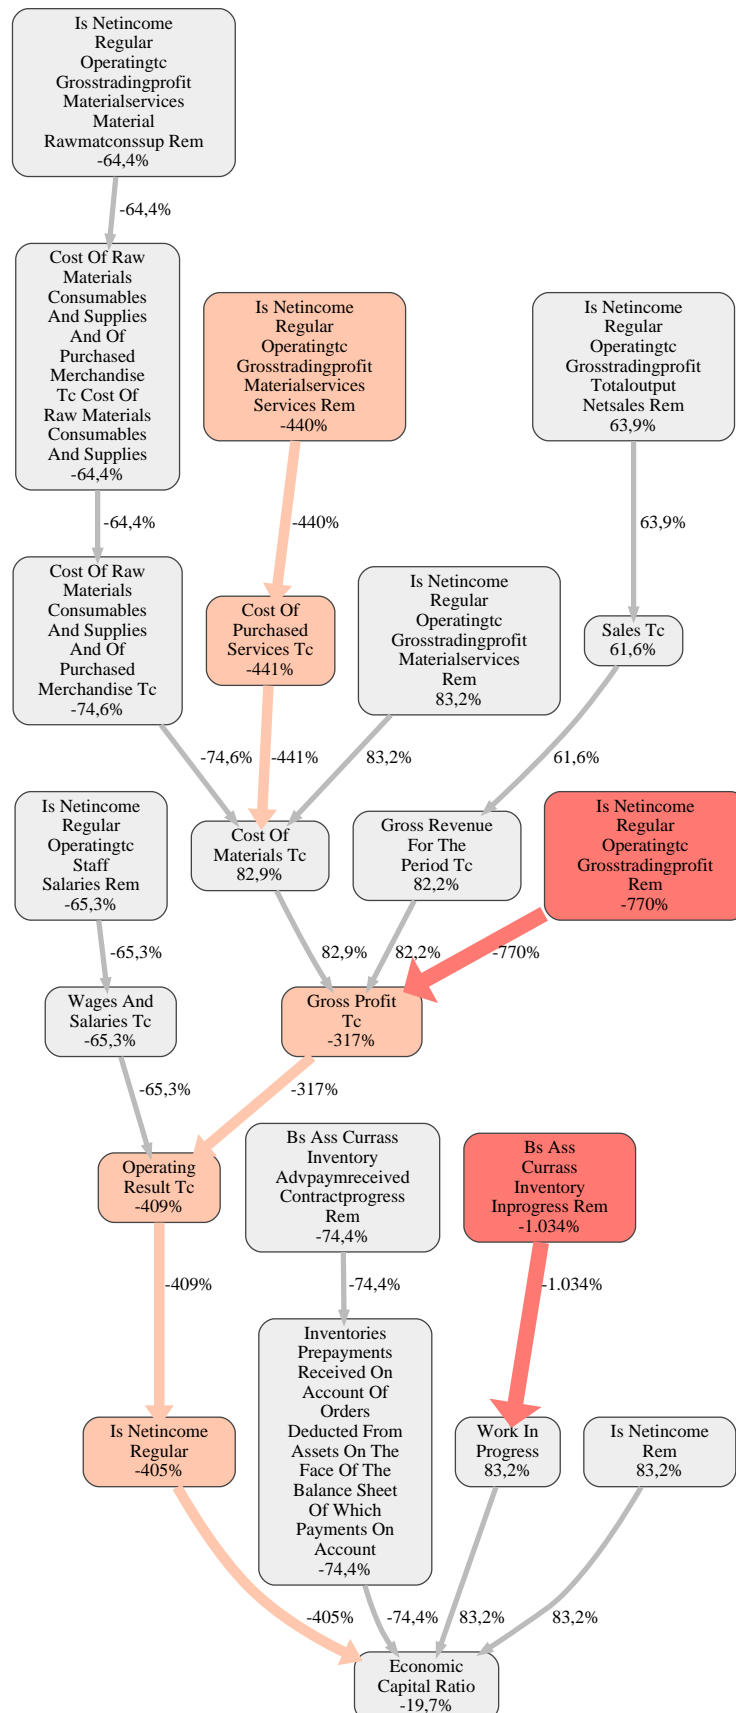 Is Netincome
Regular
Operatingtc
Grosstradingprofit
Materialservices
Material
Rawmatconssup Rem
-64,4%
-64,4%
Cost Of Raw
Materials
Consumables
And Supplies
And Of
Purchased
Merchandise
Tc Cost Of
Raw Materials
Consumables
And Supplies
-64,4%
Is Netincome
Regular
Operatingtc
Grosstradingprofit
Materialservices
Services Rem
-440%
Is Netincome
Regular
Operatingtc
Grosstradingprofit
Totaloutput
Netsales Rem
63,9%
-64,4%
-440%
63,9%
Cost Of Raw
Materials
Consumables
And Supplies
And Of
Purchased
Merchandise Tc
-74,6%
Cost Of
Purchased
Services Tc
-441%
Is Netincome
Regular
Operatingtc
Grosstradingprofit
Materialservices
Rem
83,2%
Sales Tc
61,6%
-74,6%
-441%
83,2%
61,6%
Is Netincome
Regular
Operatingtc
Staff
Salaries Rem
-65,3%
Cost Of
Materials Tc
82,9%
Gross Revenue
For The
Period Tc
82,2%
Is Netincome
Regular
Operatingtc
Grosstradingprofit
Rem
-770%
-65,3%
82,9%
82,2%
-770%
Wages And
Salaries Tc
-65,3%
Gross Profit
Tc
-317%
-65,3%
-317%
Operating
Result Tc
-409%
Bs Ass Currass
Inventory
Advpaymreceived
Contractprogress
Rem
-74,4%
Bs Ass
Currass
Inventory
Inprogress Rem
-1.034%
-409%
-74,4%
-1.034%
Is Netincome
Regular
-405%
Inventories
Prepayments
Received On
Account Of
Orders
Deducted From
Assets On The
Face Of The
Balance Sheet
Of Which
Payments On
Account
-74,4%
Work In
Progress
83,2%
Is Netincome
Rem
83,2%
-405%
-74,4%
83,2%
83,2%
Economic
Capital Ratio
-19,7%